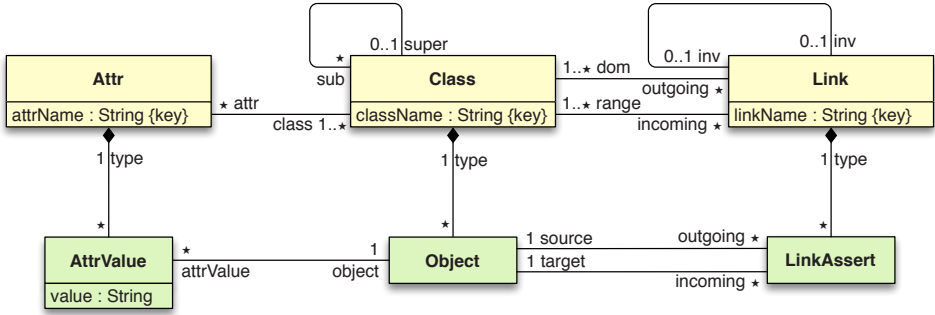 0..1 super
0..1 inv
★
0..1 inv
sub
Attr
Class
Link
1..★ dom
outgoing ★
attrName : String {key}
★ attr
class 1..★
className : String {key}
1..★ range
incoming ★
linkName : String {key}
1 type
1 type
1 type
★
★
★
AttrValue
value : String
★
attrValue
1
object
Object
1 source
outgoing ★
1 target
incoming ★
LinkAssert